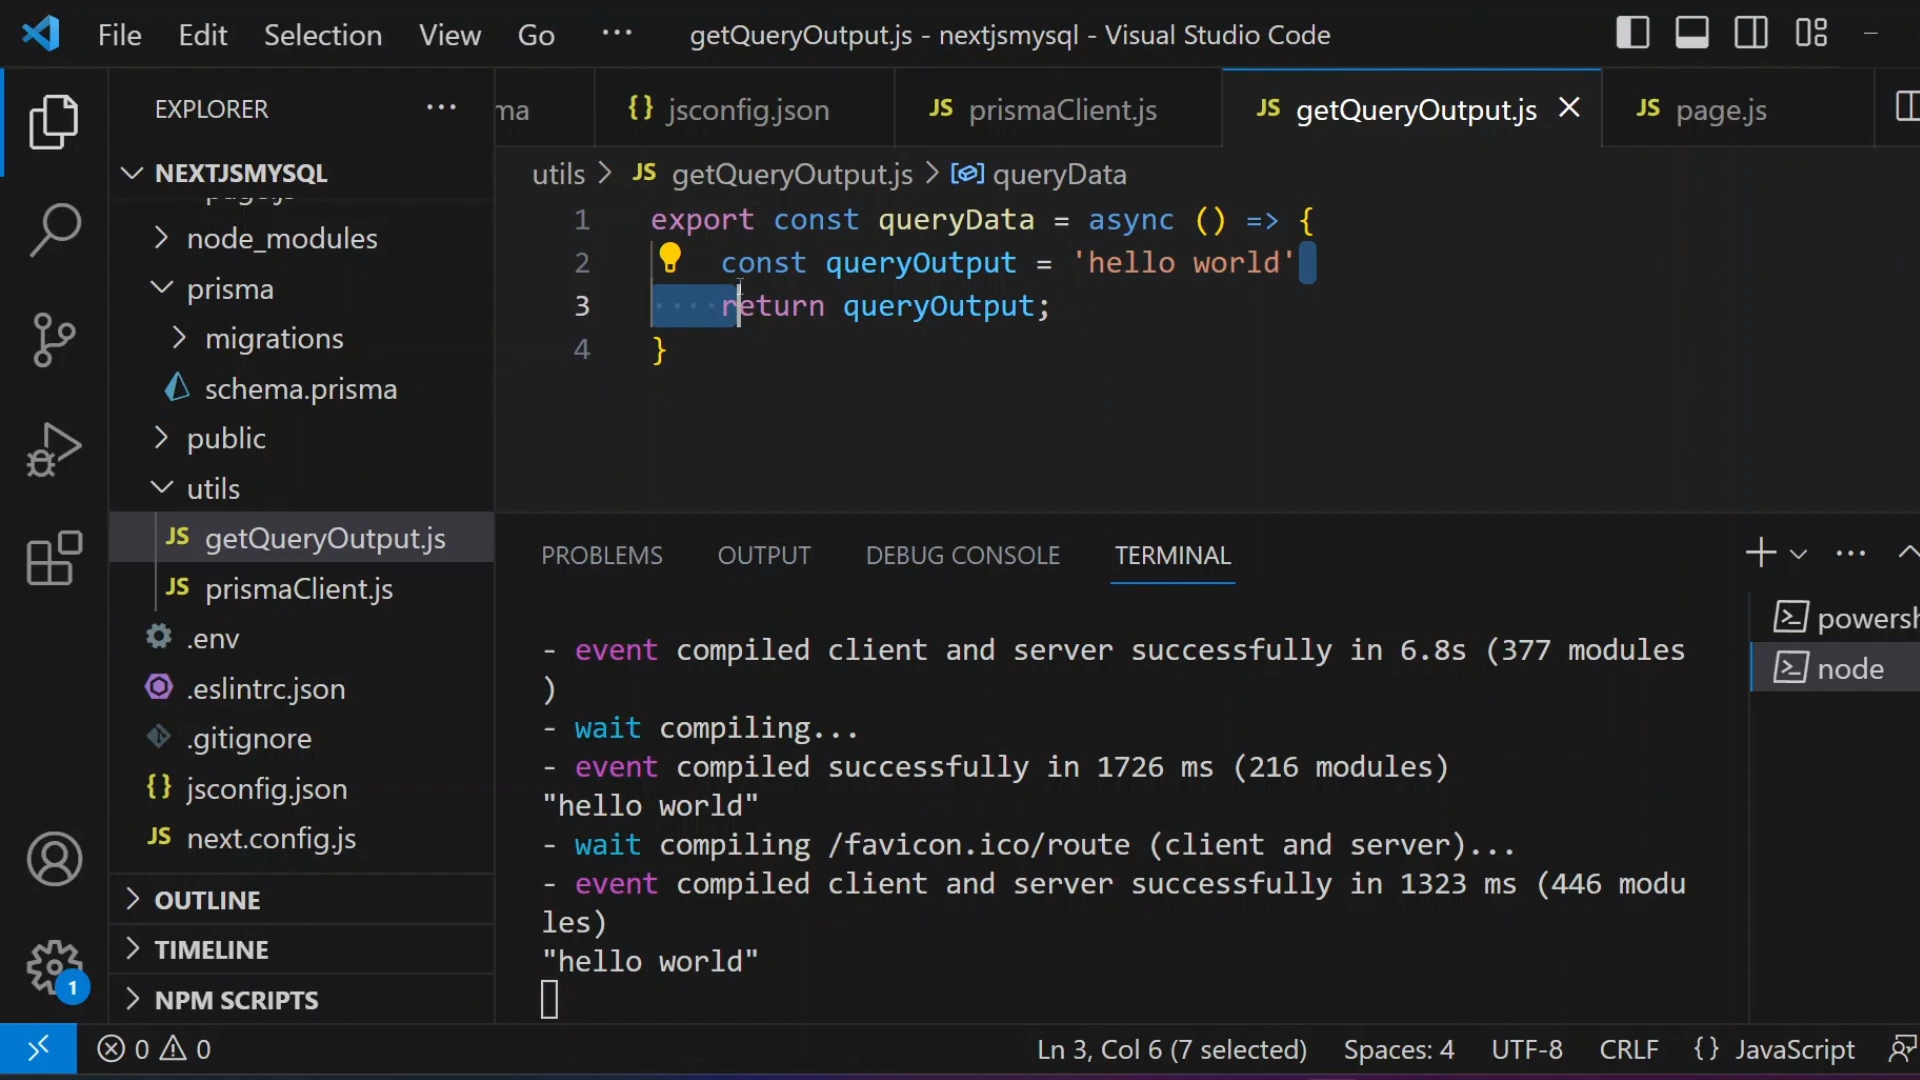 File Edit Selection View Go ··· getQueryOutput.js - nextjsmysql - Visual Studio Code
EXPLORER ···
NEXTJSMYSQL
node_modules
prisma
migrations
schema.prisma
public
utils
JS getQueryOutput.js
JS prismaClient.js
.env
.eslintrc.json
.gitignore
{} jsconfig.json
JS next.config.js
OUTLINE
TIMELINE
NPM SCRIPTS
1
ma {} jsconfig.json JS prismaClient.js JS getQueryOutput.js JS page.js
utils > JS getQueryOutput.js > queryData
1 export const queryData = async () => {
2 const queryOutput = 'hello world'
3 ····return queryOutput;
4 }
PROBLEMS OUTPUT DEBUG CONSOLE TERMINAL ···
- event compiled client and server successfully in 6.8s (377 modules
)
- wait compiling...
- event compiled successfully in 1726 ms (216 modules)
"hello world"
- wait compiling /favicon.ico/route (client and server)...
- event compiled client and server successfully in 1323 ms (446 modu
les)
"hello world"
powersh
node
0 0 Ln 3, Col 6 (7 selected) Spaces: 4 UTF-8 CRLF {} JavaScript